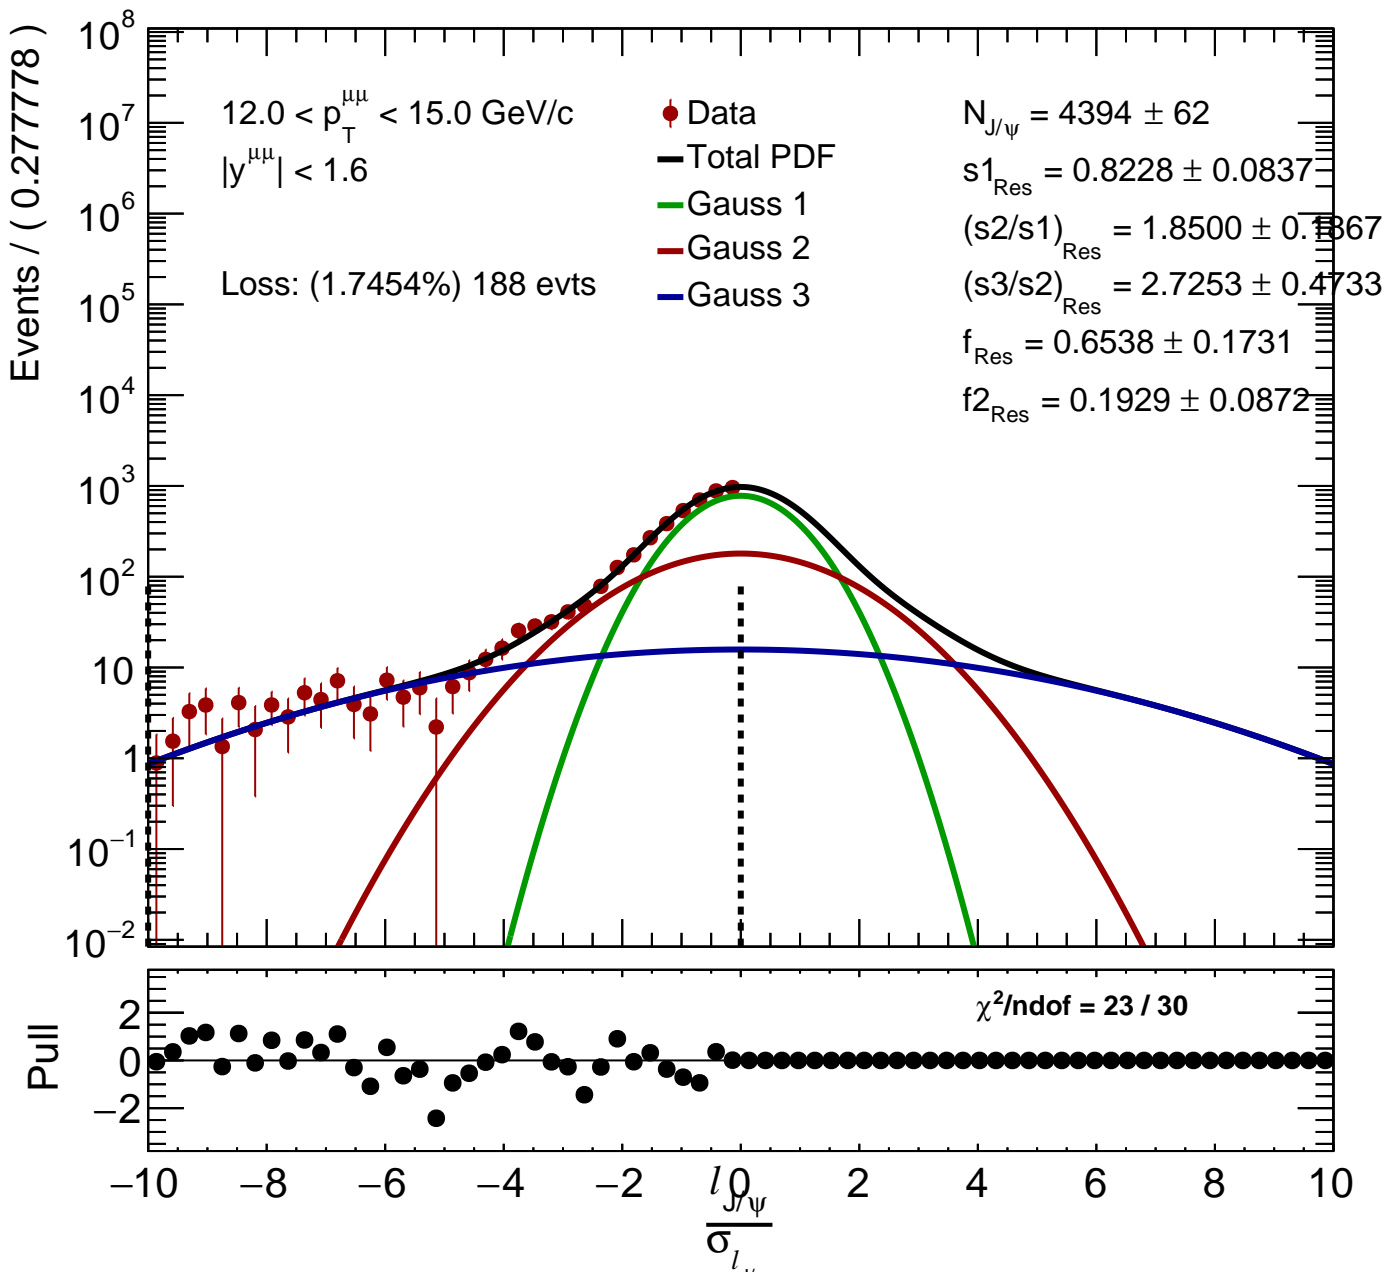 Events / ( 0.2777778 )
10^8
10^7
10^6
10^5
10^4
10^3
10^2
10
1
10^−1
10^−2
12.0 < p_T^μμ < 15.0 GeV/c
|y^μμ| < 1.6
Loss: (1.7454%) 188 evts
Data
Total PDF
Gauss 1
Gauss 2
Gauss 3
N_J/ψ = 4394 ± 62
s1_Res = 0.8228 ± 0.0837
(s2/s1)_Res = 1.8500 ± 0.1867
(s3/s2)_Res = 2.7253 ± 0.4733
f_Res = 0.6538 ± 0.1731
f2_Res = 0.1929 ± 0.0872
Pull
2
0
−2
χ²/ndof = 23 / 30
−10 −8 −6 −4 −2 0 2 4 6 8 10
l_J/ψ
σ_l